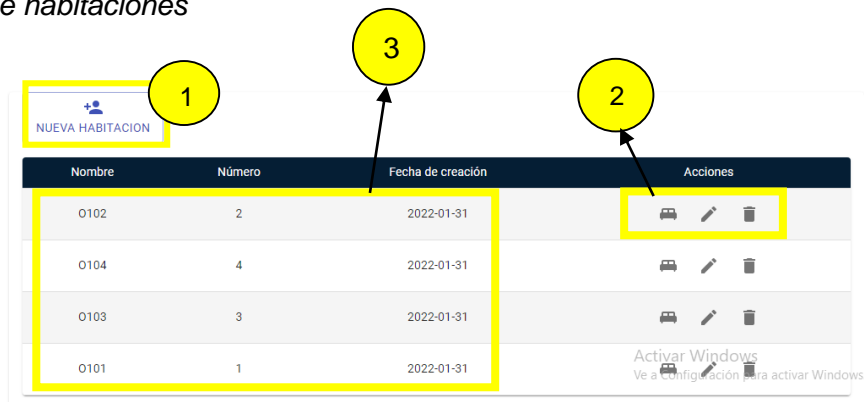 e habitaciones
3
1
2
NUEVA HABITACION
Nombre Número Fecha de creación Acciones
O102 2 2022-01-31
O104 4 2022-01-31
O103 3 2022-01-31
O101 1 2022-01-31
Activar Windows
Ve a Configuración para activar Windows